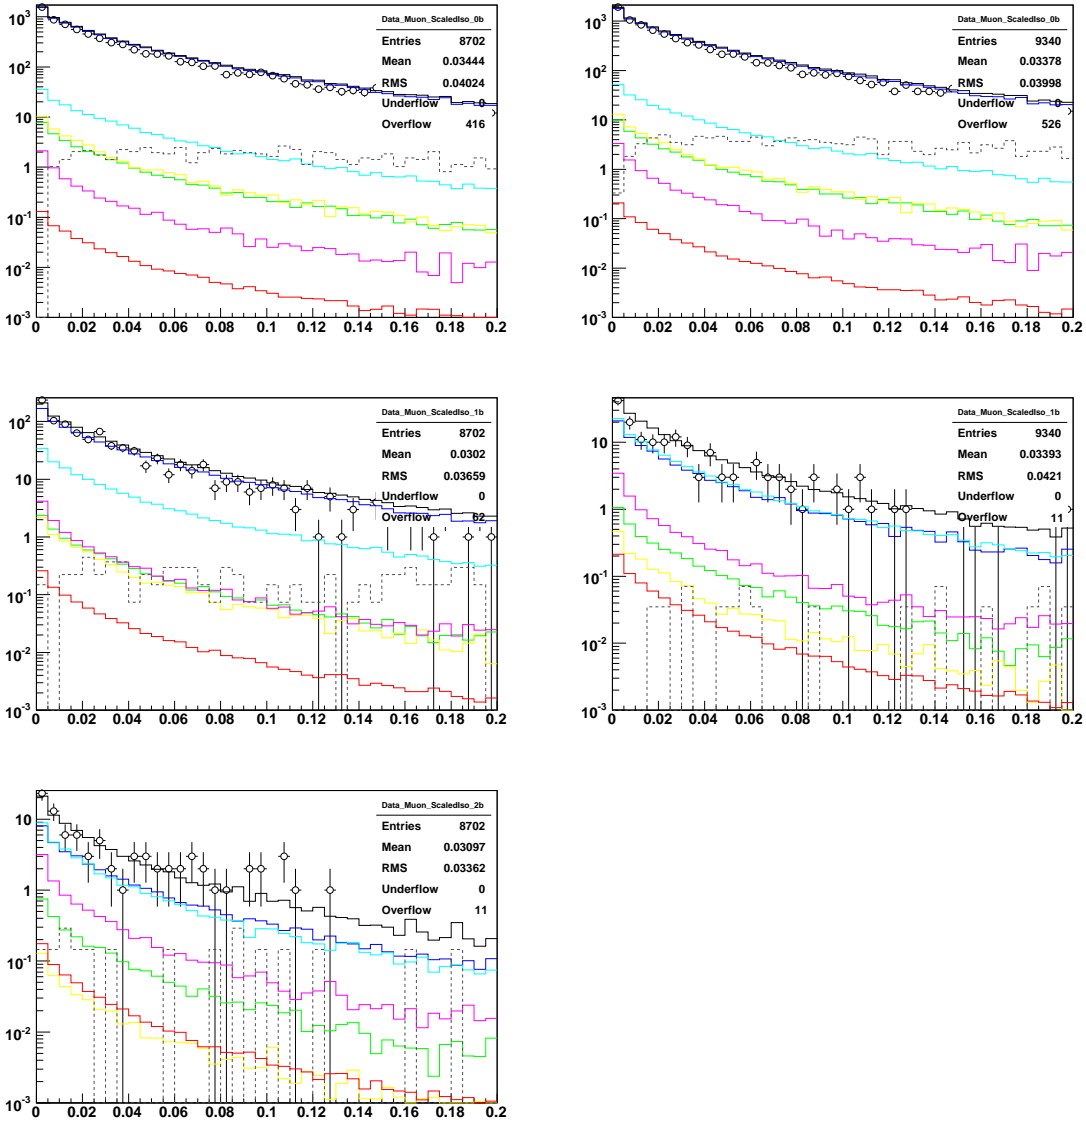 Data_Muon_ScaledIso_0b
Entries 8702
Mean 0.03444
RMS 0.04024
Underflow 0
Overflow 416
10^3
10^2
10
1
10^-1
10^-2
10^-3
0 0.02 0.04 0.06 0.08 0.1 0.12 0.14 0.16 0.18 0.2
Data_Muon_ScaledIso_0b
Entries 9340
Mean 0.03378
RMS 0.03998
Underflow 0
Overflow 526
10^3
10^2
10
1
10^-1
10^-2
10^-3
0 0.02 0.04 0.06 0.08 0.1 0.12 0.14 0.16 0.18 0.2
Data_Muon_ScaledIso_1b
Entries 8702
Mean 0.0302
RMS 0.03659
Underflow 0
Overflow 62
10^2
10
1
10^-1
10^-2
10^-3
0 0.02 0.04 0.06 0.08 0.1 0.12 0.14 0.16 0.18 0.2
Data_Muon_ScaledIso_1b
Entries 9340
Mean 0.03393
RMS 0.0421
Underflow 0
Overflow 11
10
1
10^-1
10^-2
10^-3
0 0.02 0.04 0.06 0.08 0.1 0.12 0.14 0.16 0.18 0.2
Data_Muon_ScaledIso_2b
Entries 8702
Mean 0.03097
RMS 0.03362
Underflow 0
Overflow 11
10
1
10^-1
10^-2
10^-3
0 0.02 0.04 0.06 0.08 0.1 0.12 0.14 0.16 0.18 0.2